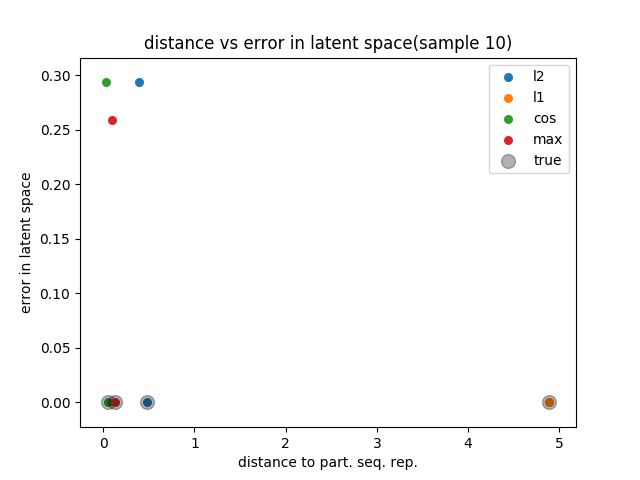 distance vs error in latent space(sample 10)
error in latent space
0.30
0.25
0.20
0.15
0.10
0.05
0.00
l2
l1
cos
max
true
0 1 2 3 4 5
distance to part. seq. rep.